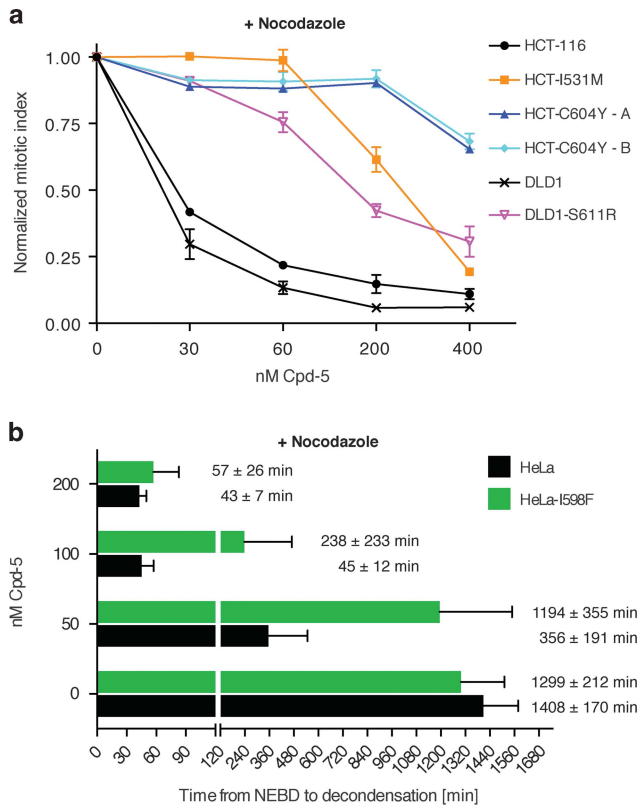 a
+ Nocodazole
Normalized mitotic index
1.00
0.75
0.50
0.25
0.00
0
30
60
200
400
nM Cpd-5
HCT-116
HCT-I531M
HCT-C604Y - A
HCT-C604Y - B
DLD1
DLD1-S611R
b
+ Nocodazole
nM Cpd-5
200
100
50
0
57 ± 26 min
43 ± 7 min
238 ± 233 min
45 ± 12 min
1194 ± 355 min
356 ± 191 min
1299 ± 212 min
1408 ± 170 min
HeLa
HeLa-I598F
0
30
60
90
120
240
360
480
600
720
840
960
1080
1200
1320
1440
1560
1680
Time from NEBD to decondensation [min]